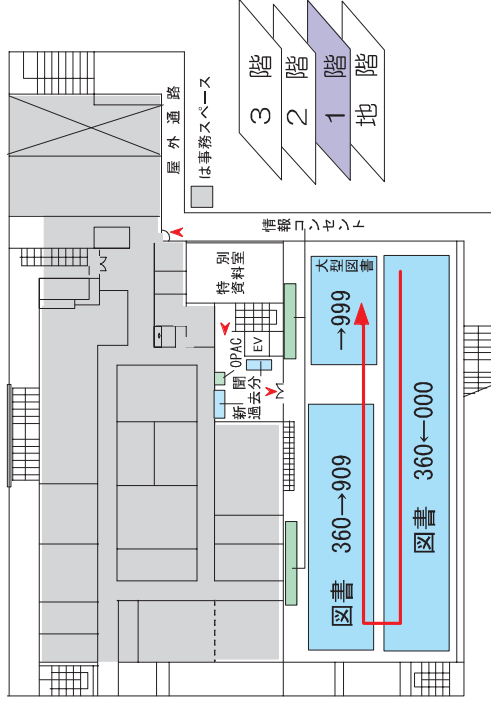 3 階
2 階
1 階
地 階
は事務スペース
屋 外 通 路
情報コンセント
特 別
資料室
OPAC
EV
新 聞
過去分
大型図書
→999
図書 360→909
図書 360←000